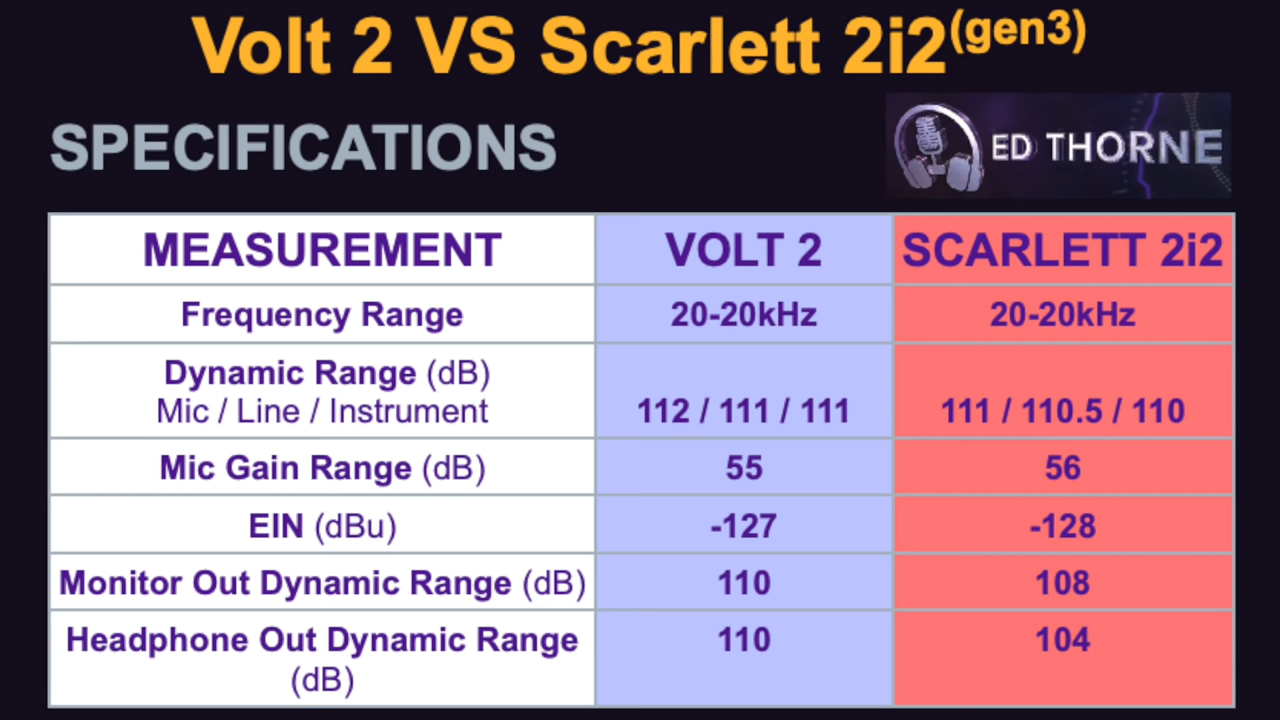 Volt 2 VS Scarlett 2i2(gen3)
SPECIFICATIONS
ED THORNE
MEASUREMENT VOLT 2 SCARLETT 2i2
Frequency Range 20-20kHz 20-20kHz
Dynamic Range (dB)
Mic / Line / Instrument 112 / 111 / 111 111 / 110.5 / 110
Mic Gain Range (dB) 55 56
EIN (dBu) -127 -128
Monitor Out Dynamic Range (dB) 110 108
Headphone Out Dynamic Range 110 104
(dB)